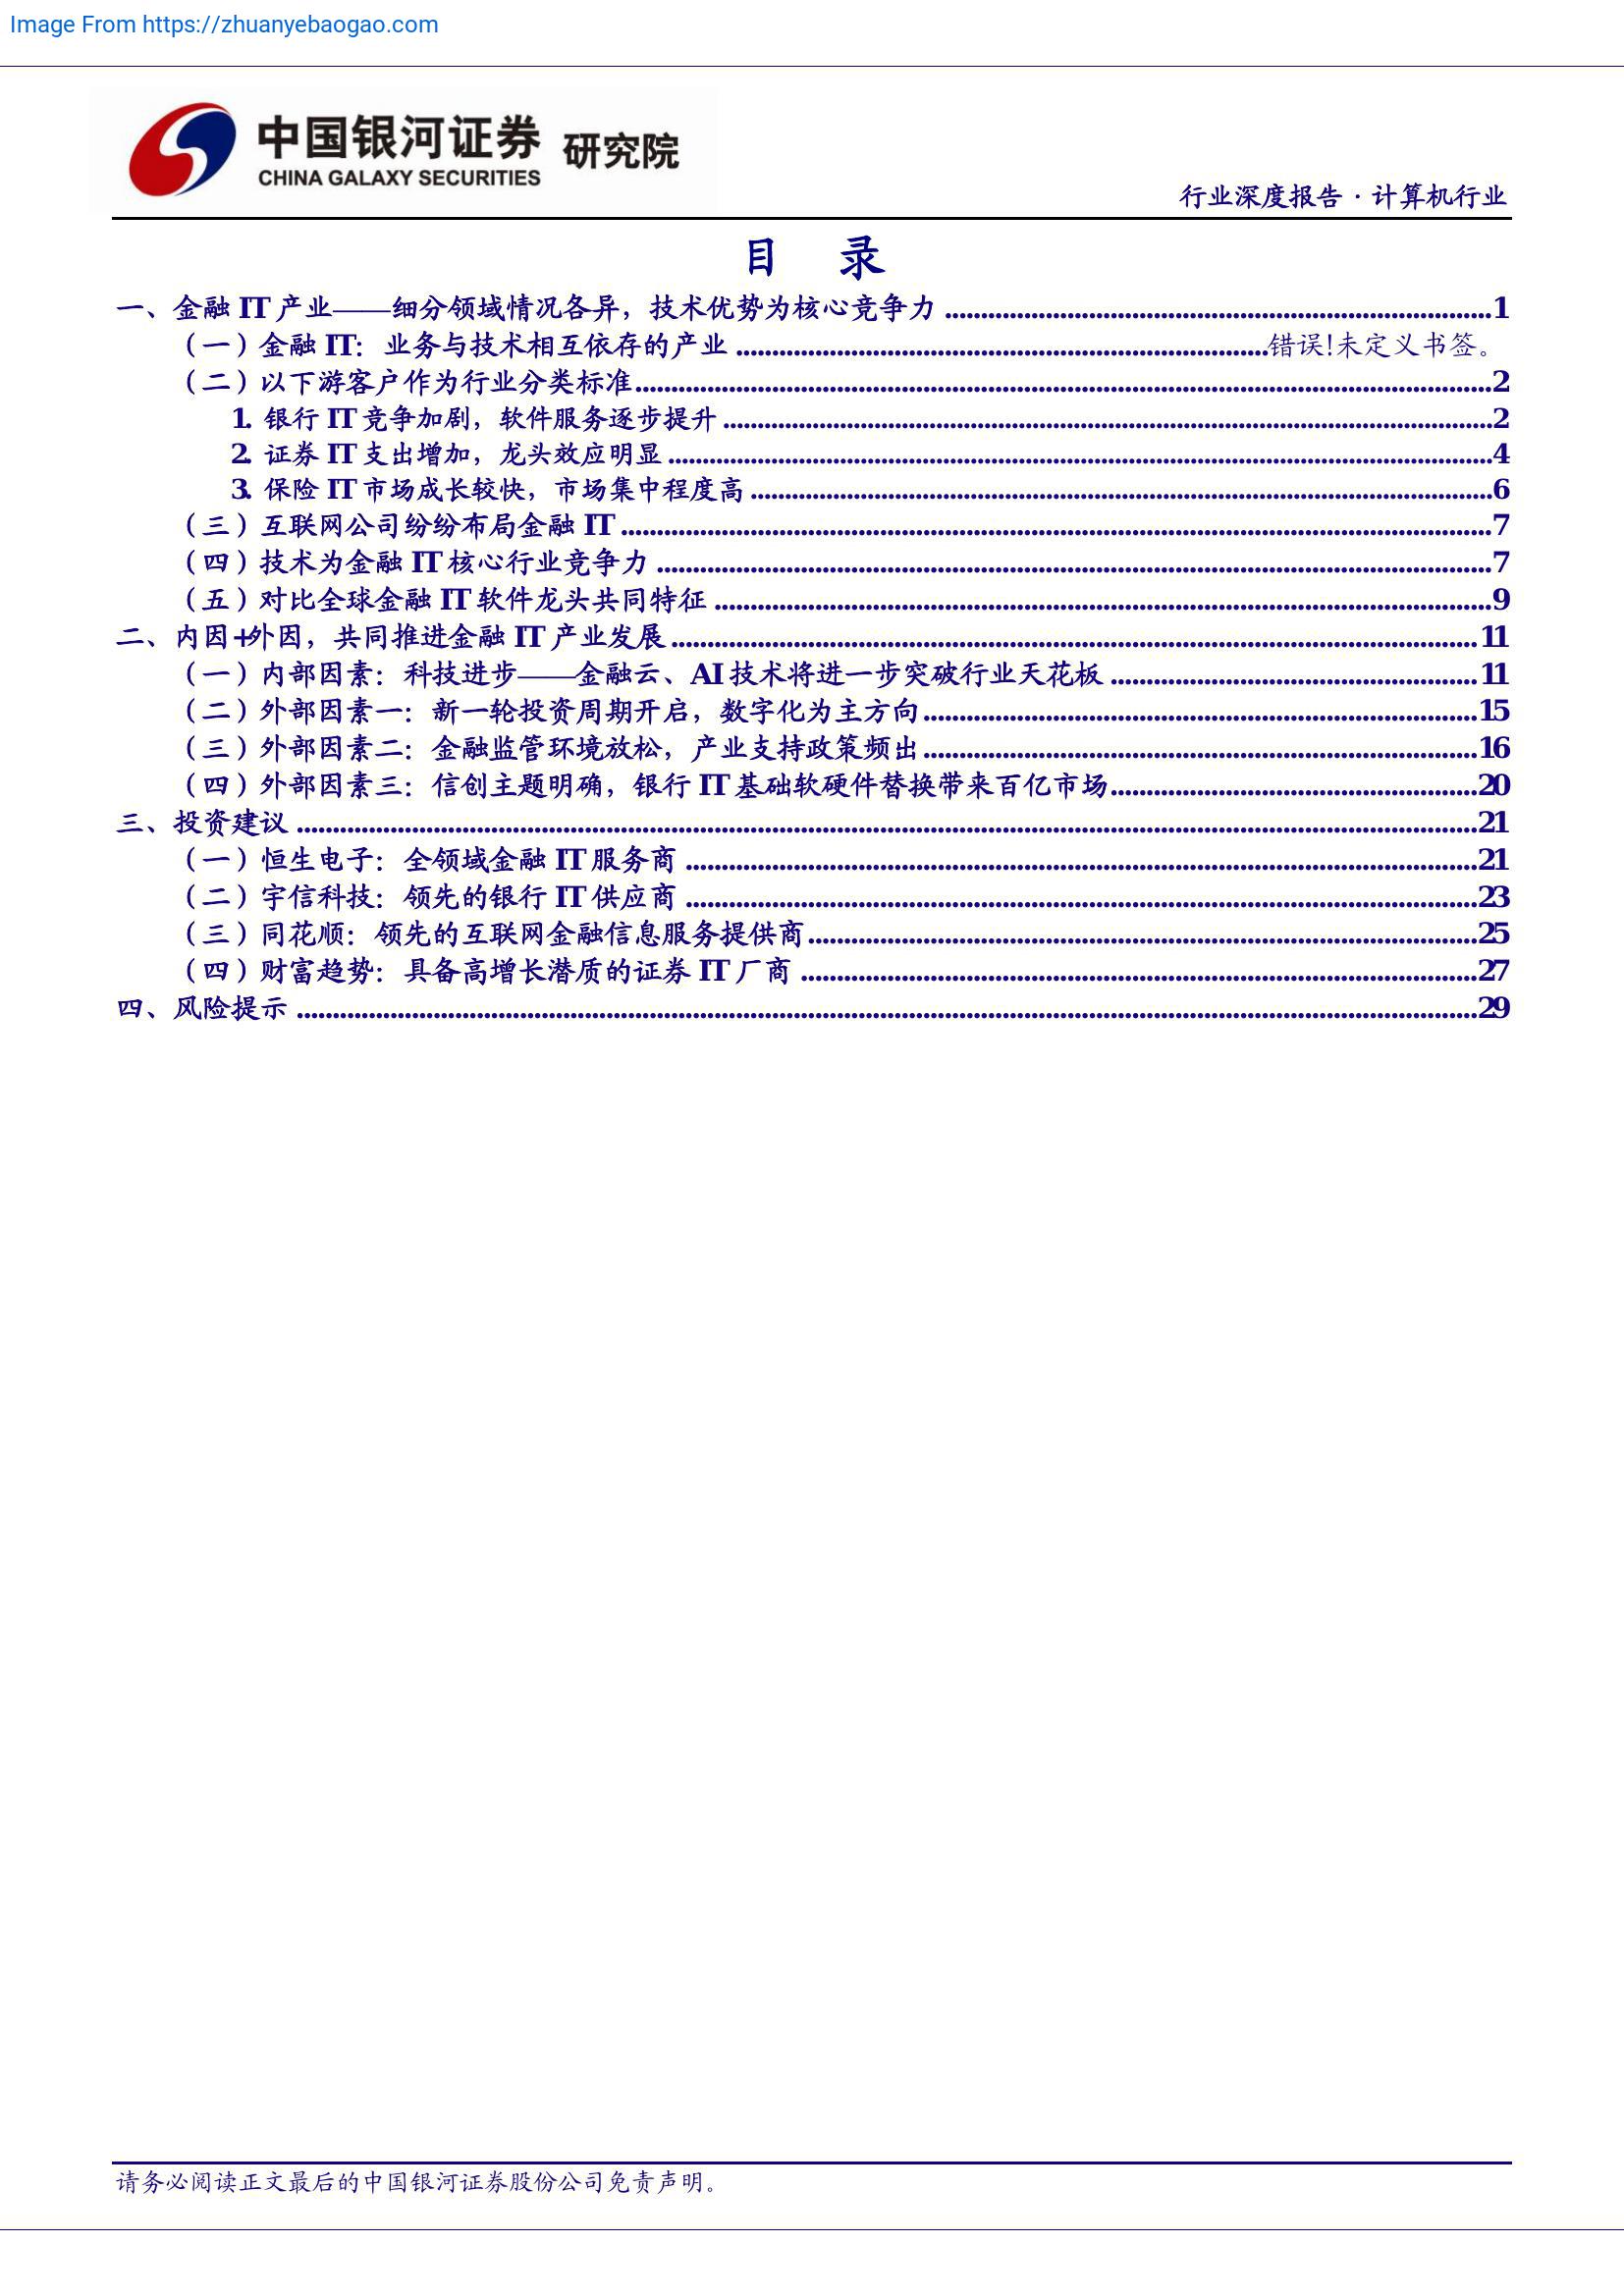 Image From https://zhuanyebaogao.com
中国银河证券 研究院
CHINA GALAXY SECURITIES
行业深度报告·计算机行业
目 录
一、金融 IT 产业——细分领域情况各异，技术优势为核心竞争力 ........................................1
（一）金融 IT：业务与技术相互依存的产业 ........................................错误!未定义书签。
（二）以下游客户作为行业分类标准........................................2
1. 银行 IT 竞争加剧，软件服务逐步提升 ........................................2
2. 证券 IT 支出增加，龙头效应明显 ........................................4
3. 保险 IT 市场成长较快，市场集中程度高 ........................................6
（三）互联网公司纷纷布局金融 IT ........................................7
（四）技术为金融 IT 核心行业竞争力 ........................................7
（五）对比全球金融 IT 软件龙头共同特征 ........................................9
二、内因+外因，共同推进金融 IT 产业发展 ........................................11
（一）内部因素：科技进步——金融云、AI 技术将进一步突破行业天花板 ........................................11
（二）外部因素一：新一轮投资周期开启，数字化为主方向........................................15
（三）外部因素二：金融监管环境放松，产业支持政策频出........................................16
（四）外部因素三：信创主题明确，银行 IT 基础软硬件替换带来百亿市场........................................20
三、投资建议 ........................................21
（一）恒生电子：全领域金融 IT 服务商 ........................................21
（二）宇信科技：领先的银行 IT 供应商 ........................................23
（三）同花顺：领先的互联网金融信息服务提供商........................................25
（四）财富趋势：具备高增长潜质的证券 IT 厂商 ........................................27
四、风险提示 ........................................29
请务必阅读正文最后的中国银河证券股份公司免责声明。